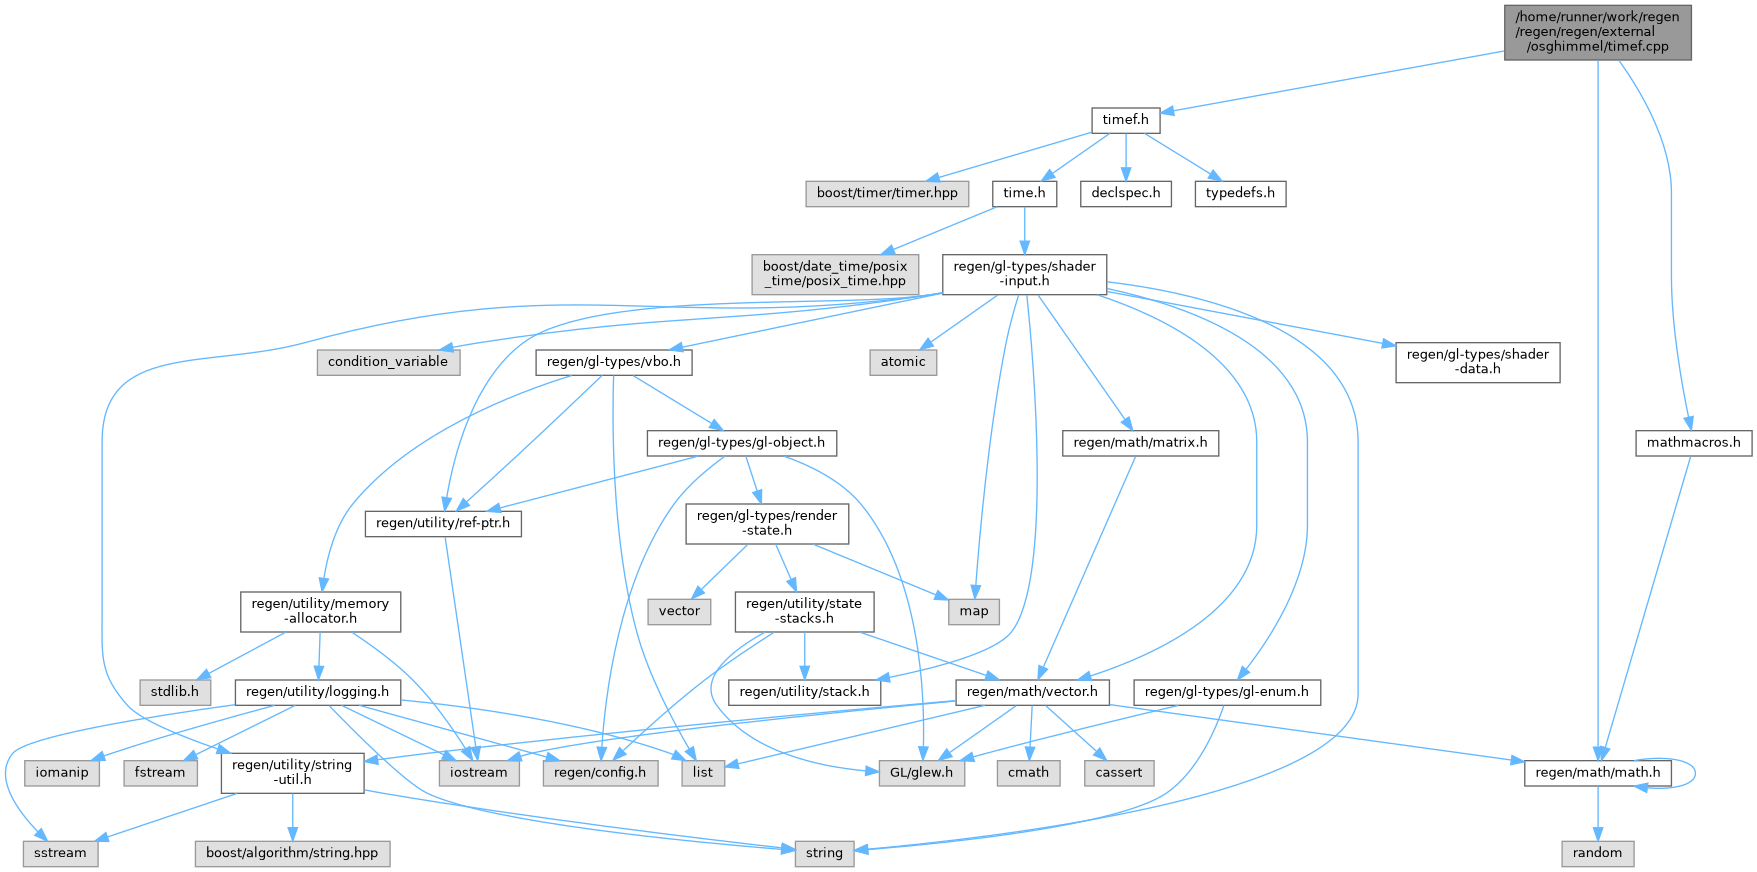 /home/runner/work/regen
/regen/regen/external
/osghimmel/timef.cpp
timef.h
boost/timer/timer.hpp
time.h
declspec.h
typedefs.h
boost/date_time/posix
_time/posix_time.hpp
regen/gl-types/shader
-input.h
condition_variable
regen/gl-types/vbo.h
atomic
regen/gl-types/shader
-data.h
regen/gl-types/gl-object.h
regen/math/matrix.h
mathmacros.h
regen/utility/ref-ptr.h
regen/gl-types/render
-state.h
regen/utility/memory
-allocator.h
vector
regen/utility/state
-stacks.h
map
stdlib.h
regen/utility/logging.h
regen/utility/stack.h
regen/math/vector.h
regen/gl-types/gl-enum.h
iomanip
fstream
regen/utility/string
-util.h
iostream
regen/config.h
list
GL/glew.h
cmath
cassert
regen/math/math.h
sstream
boost/algorithm/string.hpp
string
random